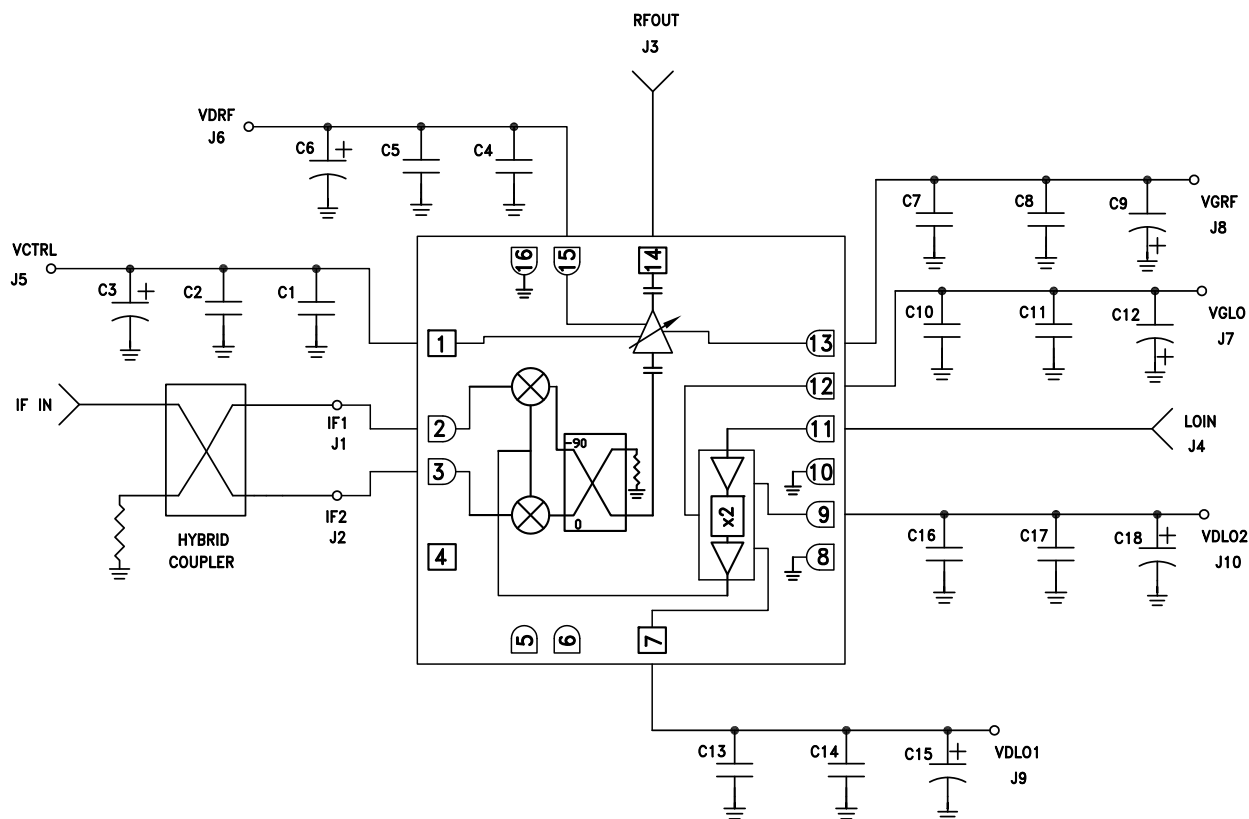 RFOUT
J3
VDRF
J6
C6
C5
C4
C7
C8
C9
VGRF
J8
VCTRL
J5
C3
C2
C1
16
15
14
C10
C11
C12
VGLO
J7
1
13
12
IF IN
IF1
J1
2
11
LOIN
J4
3
-90
10
IF2
J2
0
x2
9
C16
C17
C18
VDLO2
J10
HYBRID
COUPLER
4
8
5
6
7
C13
C14
C15
VDLO1
J9